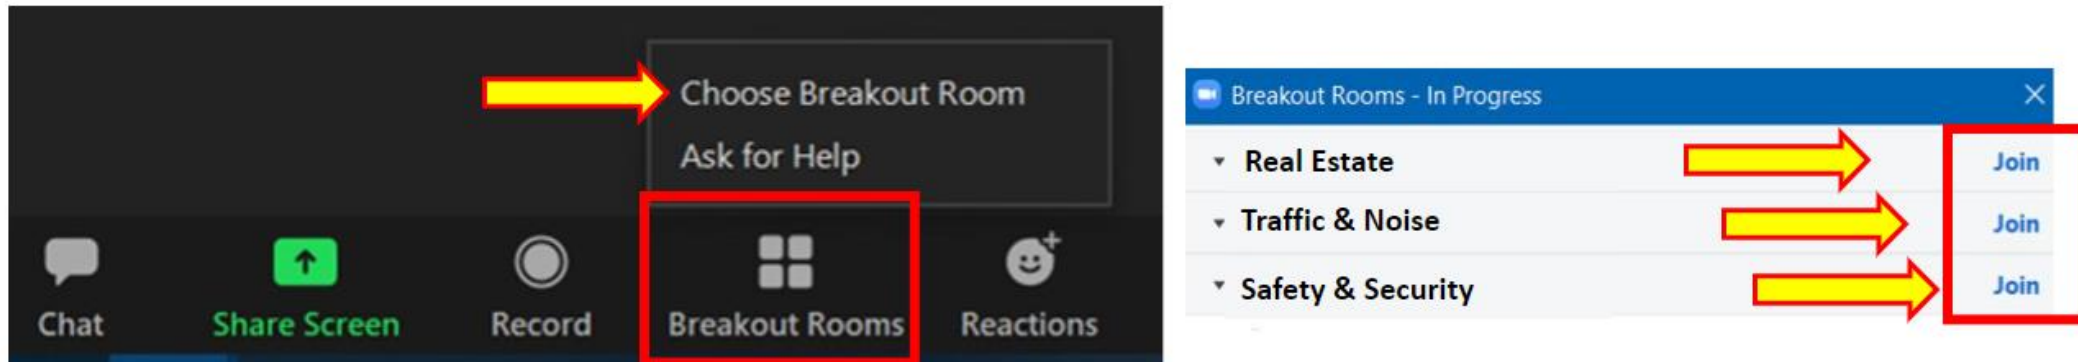 Choose Breakout Room
Ask for Help
Chat
Share Screen
Record
Breakout Rooms
Reactions
Breakout Rooms - In Progress
Real Estate Join
Traffic & Noise Join
Safety & Security Join